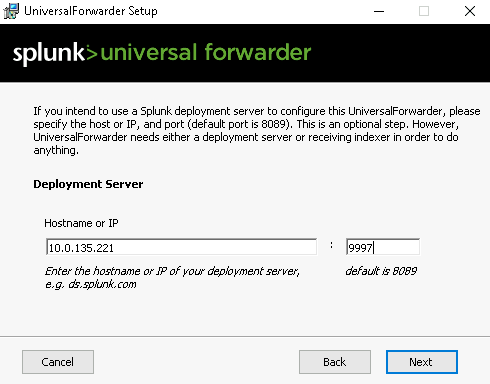 UniversalForwarder Setup
splunk>universal forwarder
If you intend to use a Splunk deployment server to configure this UniversalForwarder, please
specify the host or IP, and port (default port is 8089). This is an optional step. However,
UniversalForwarder needs either a deployment server or receiving indexer in order to do
anything.
Deployment Server
Hostname or IP
10.0.135.221 : 9997
Enter the hostname or IP of your deployment server, default is 8089
e.g. ds.splunk.com
Cancel Back Next